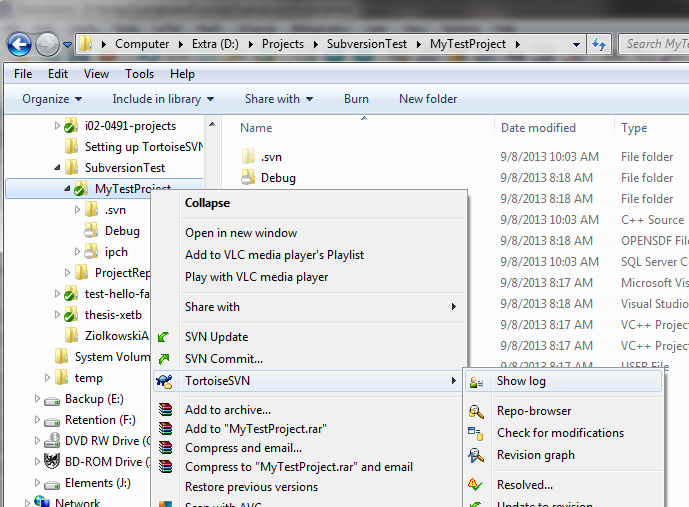 Computer ▸ Extra (D:) ▸ Projects ▸ SubversionTest ▸ MyTestProject ▸
Search MyTe
File Edit View Tools Help
Organize Include in library Share with Burn New folder
i02-0491-projects
Setting up TortoiseSVN
SubversionTest
MyTestProject
.svn
Debug
ipch
ProjectRep
test-hello-fa
thesis-xetb
ZiolkowskiA
System Volum
temp
Backup (E:)
Retention (F:)
DVD RW Drive (
BD-ROM Drive (
Elements (J:)
Network
Name Date modified Type
.svn 9/8/2013 10:03 AM File folder
Debug 9/8/2013 8:18 AM File folder
9/8/2013 8:18 AM File folder
9/8/2013 10:03 AM C++ Source
9/8/2013 8:18 AM OPENSDF File
9/8/2013 10:03 AM SQL Server Co
9/8/2013 8:17 AM Microsoft Visu
9/8/2013 8:18 AM Visual Studio
9/8/2013 8:17 AM VC++ Project
9/8/2013 8:17 AM VC++ Project
9/8/2013 8:17 AM USER File
Collapse
Open in new window
Add to VLC media player's Playlist
Play with VLC media player
Share with
SVN Update
SVN Commit...
TortoiseSVN
Add to archive...
Add to "MyTestProject.rar"
Compress and email...
Compress to "MyTestProject.rar" and email
Restore previous versions
Scan with AVG
Show log
Repo-browser
Check for modifications
Revision graph
Resolved...
Update to revision